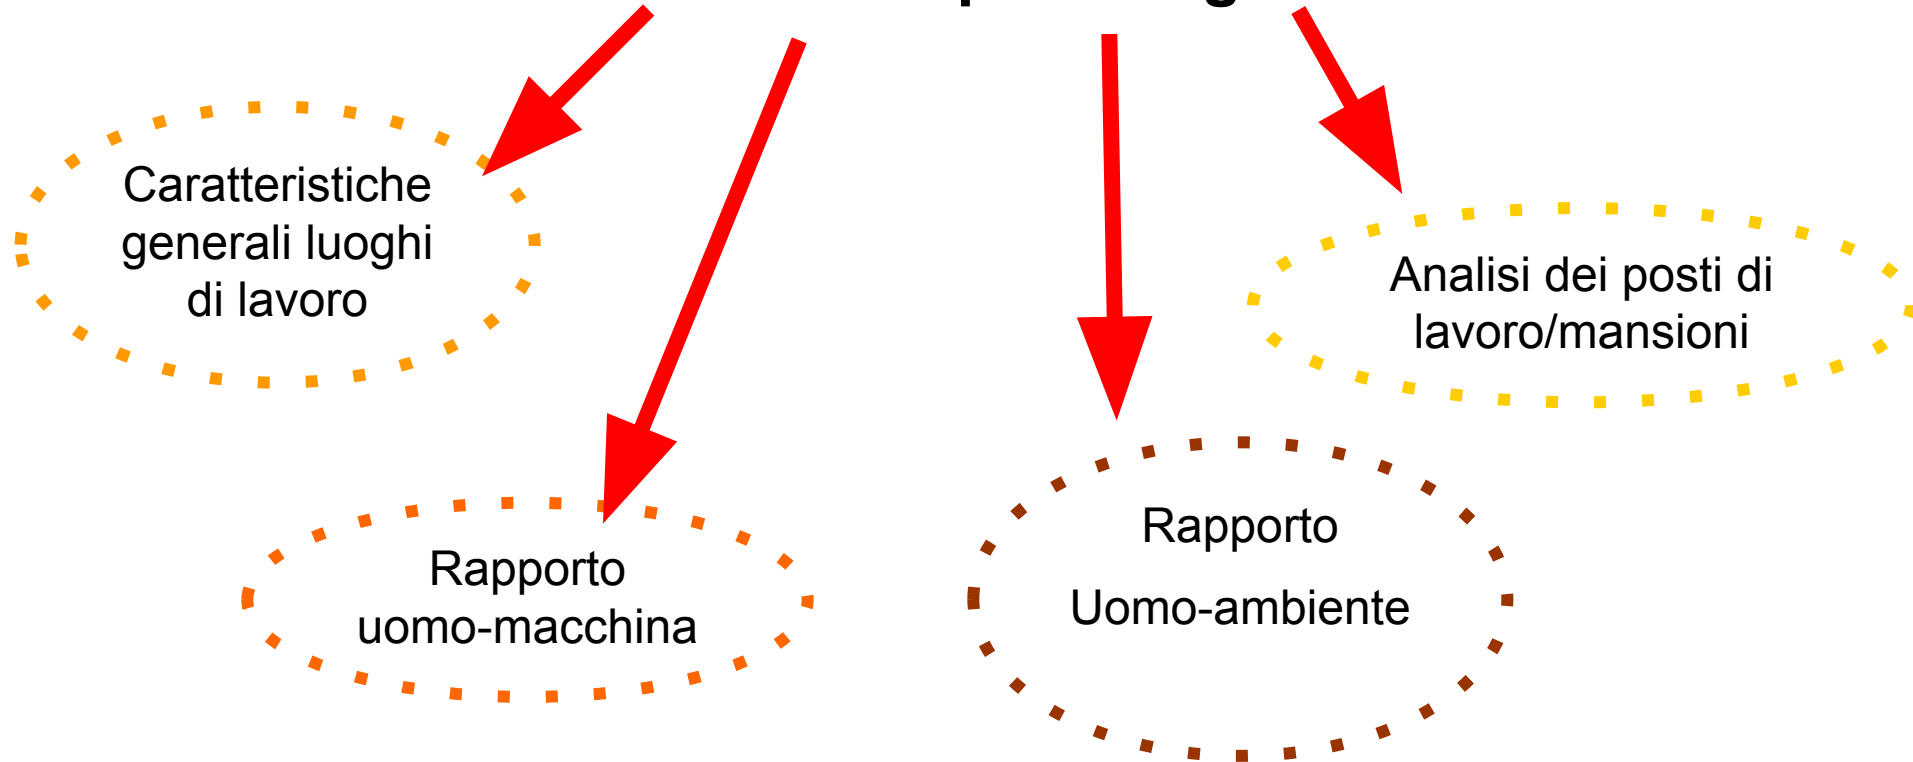 Caratteristiche
generali luoghi
di lavoro
Analisi dei posti di
lavoro/mansioni
Rapporto
uomo-macchina
Rapporto
Uomo-ambiente